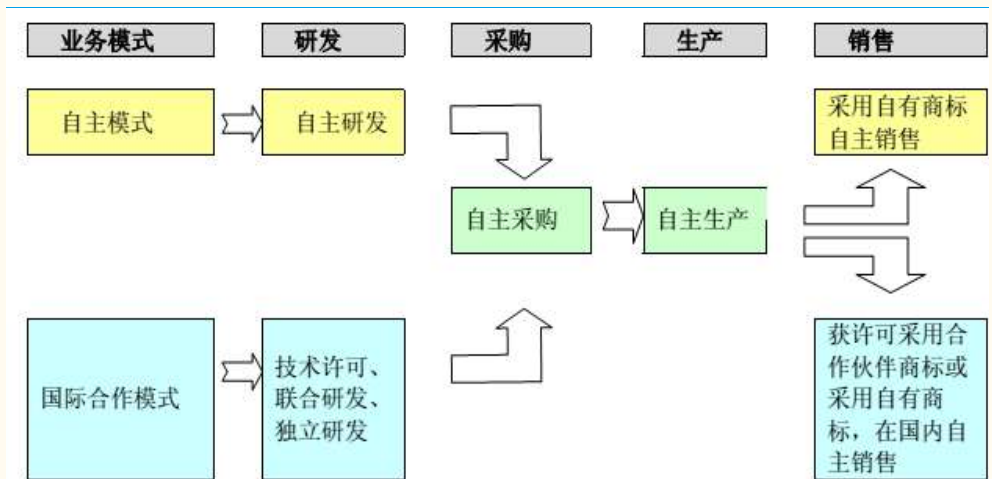 业务模式
研发
采购
生产
销售
自主模式
自主研发
采用自有商标
自主销售
自主采购
自主生产
国际合作模式
技术许可、
联合研发、
独立研发
获许可采用合
作伙伴商标或
采用自有商
标，在国内自
主销售